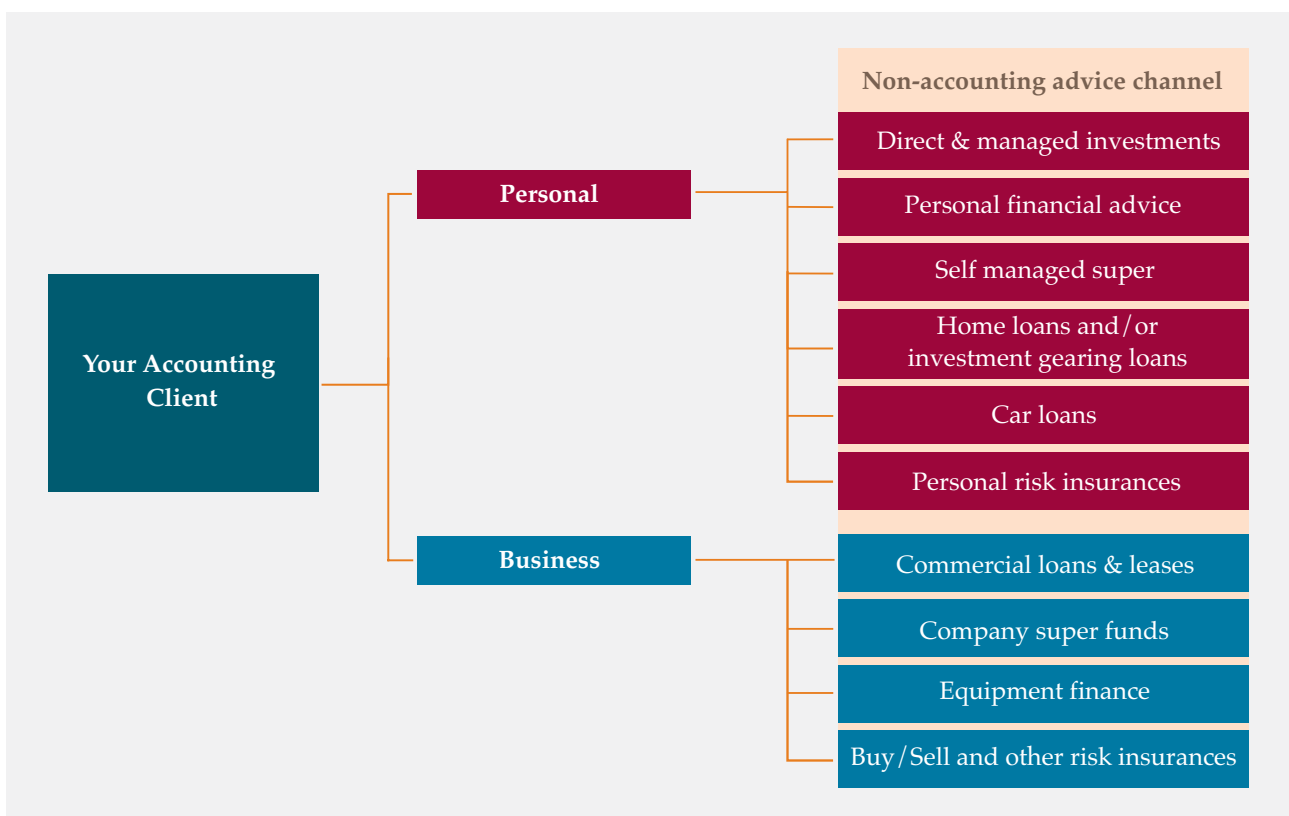 Non-accounting advice channel
Direct & managed investments
Personal
Personal financial advice
Self managed super
Your Accounting
Client
Home loans and/or
investment gearing loans
Car loans
Personal risk insurances
Business
Commercial loans & leases
Company super funds
Equipment finance
Buy/Sell and other risk insurances